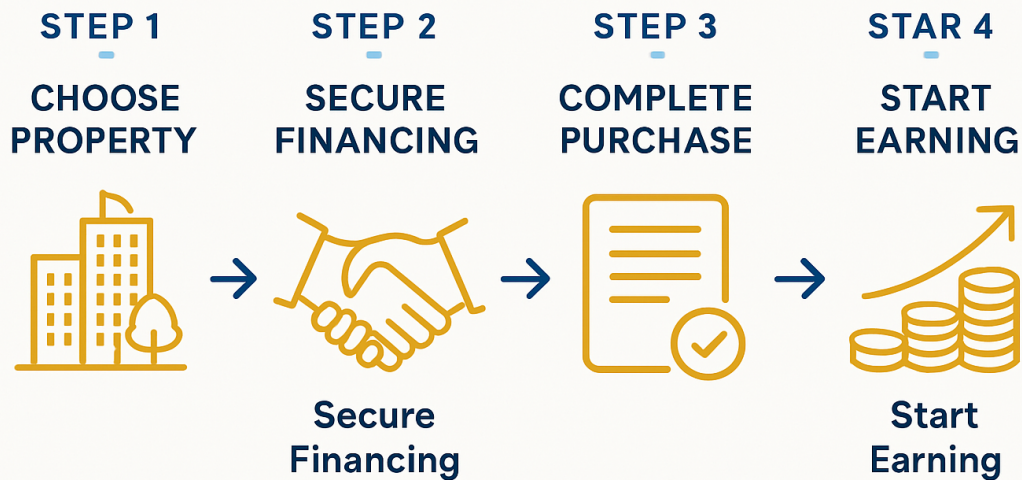 STEP 1
CHOOSE
PROPERTY
STEP 2
SECURE
FINANCING
Secure
Financing
STEP 3
COMPLETE
PURCHASE
STAR 4
START
EARNING
Start
Earning